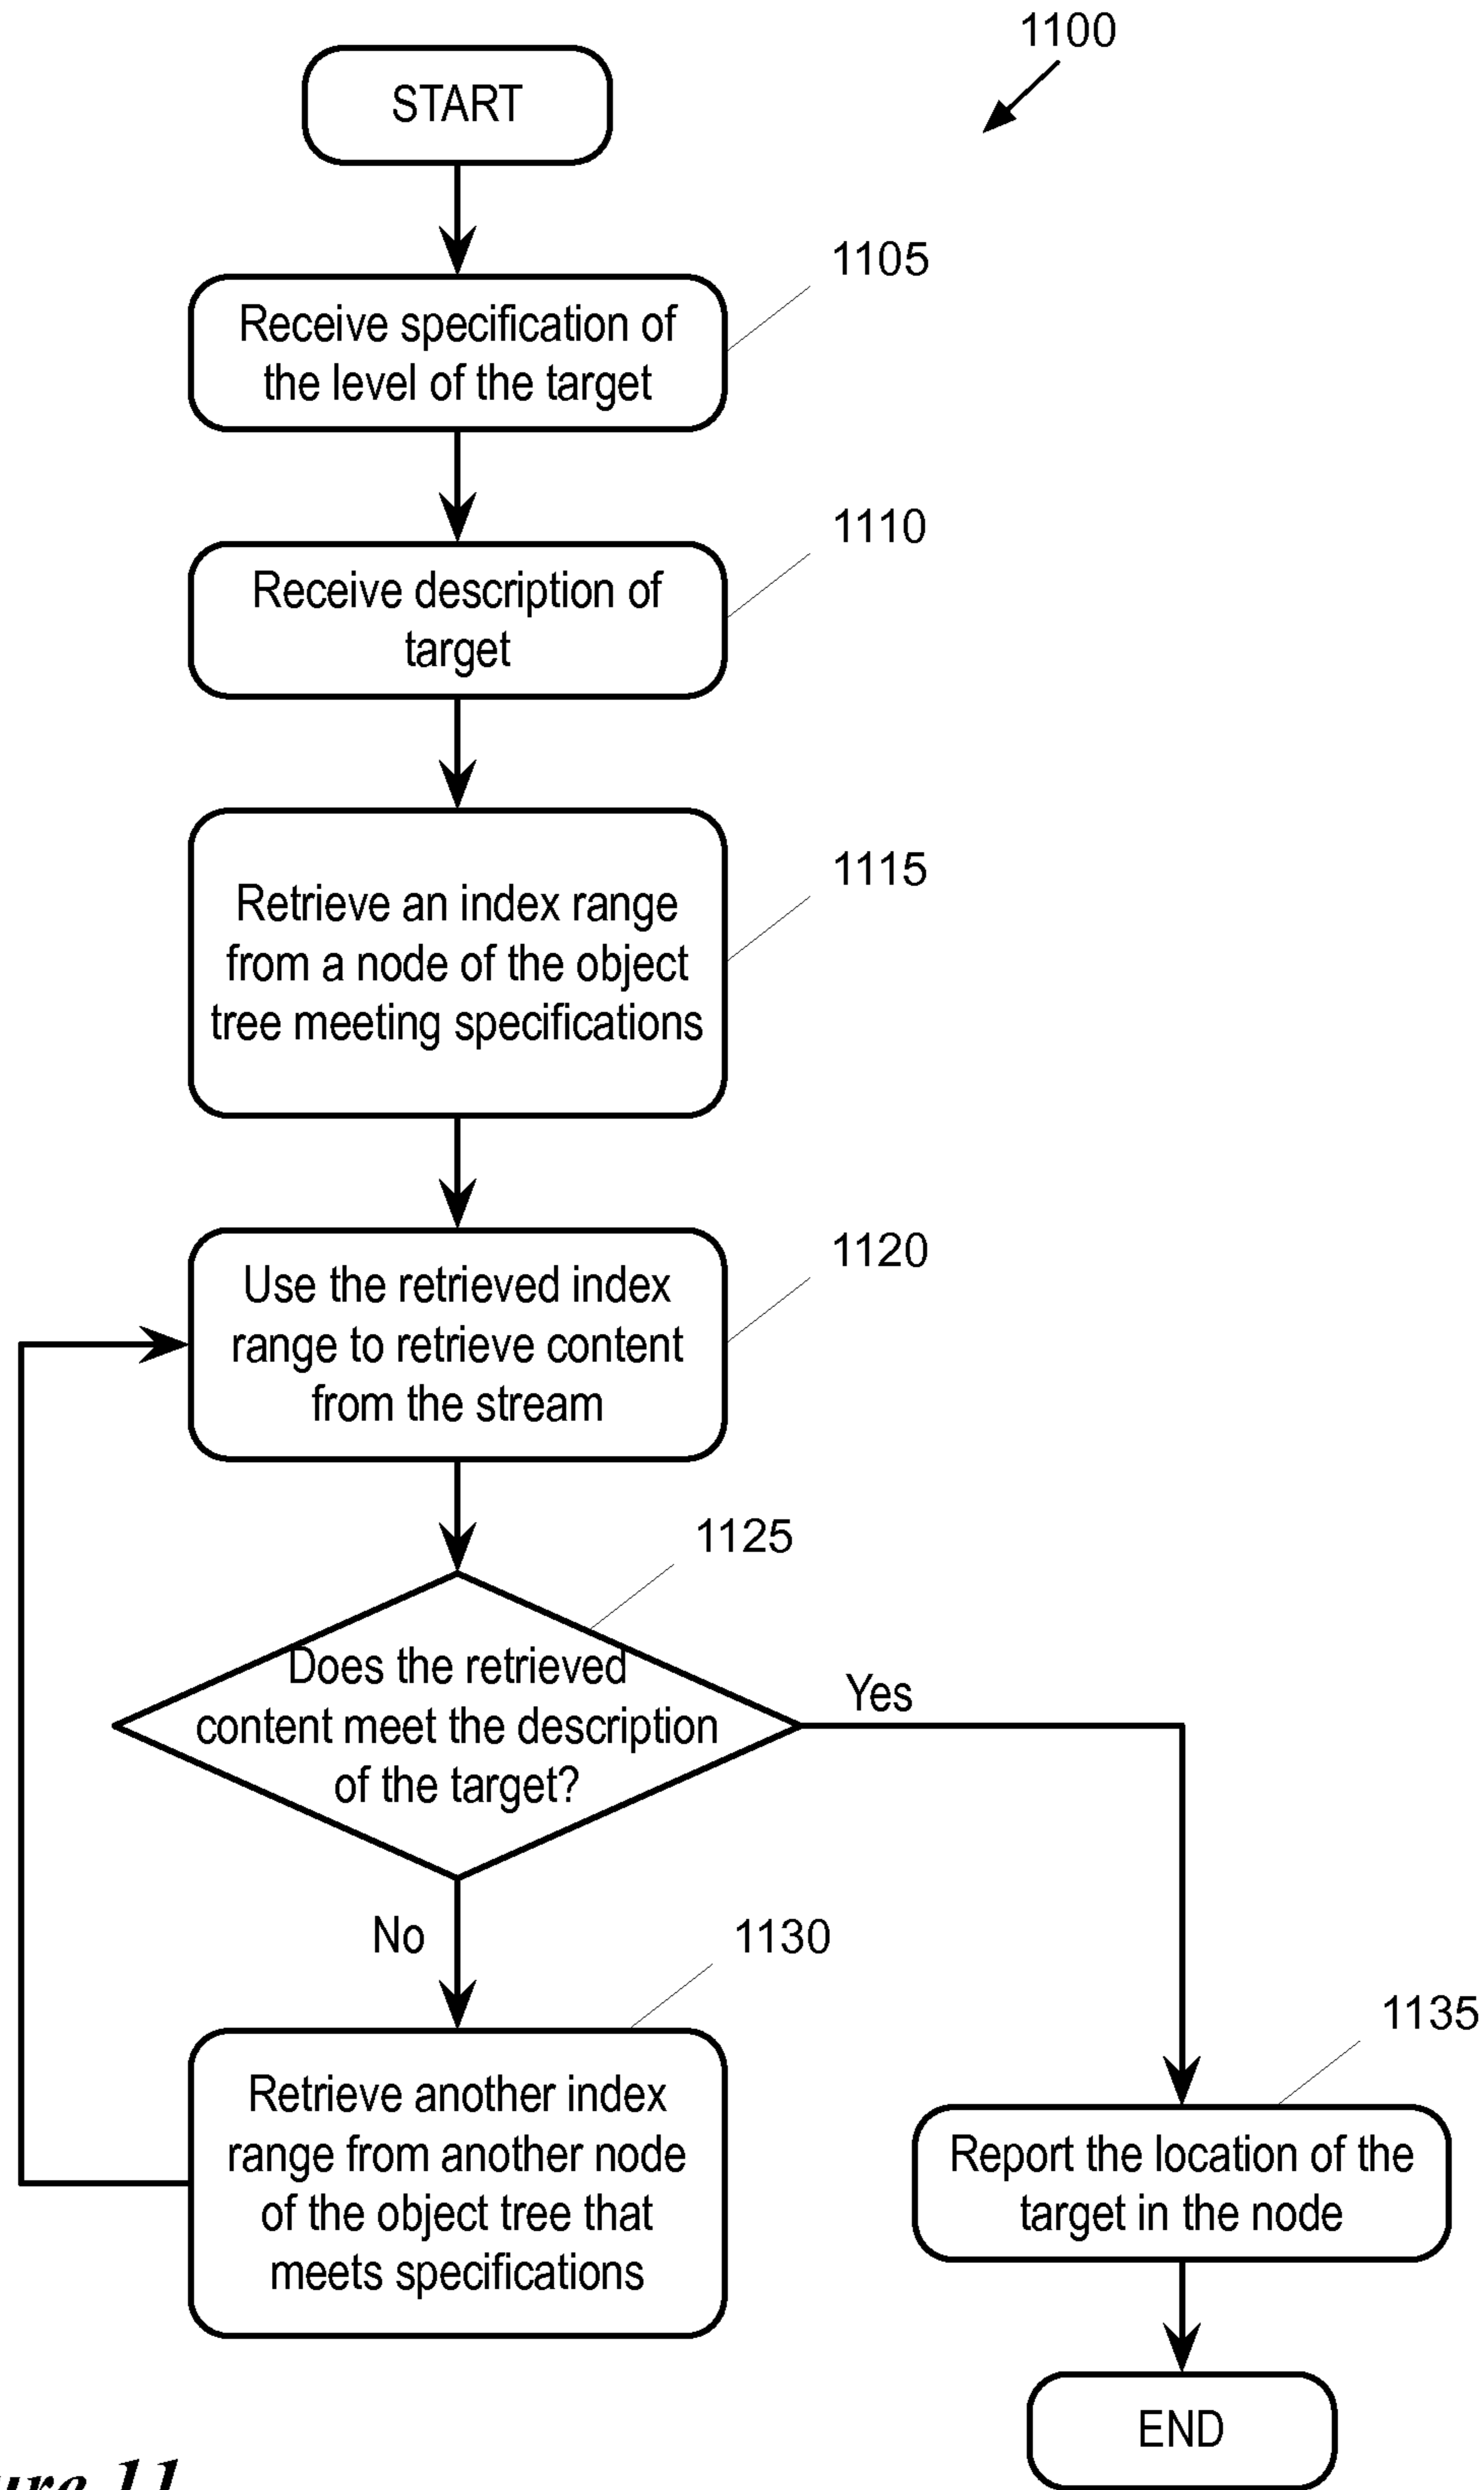 1100
START
1105
Receive specification of
the level of the target
1110
Receive description of
target
1115
Retrieve an index range
from a node of the object
tree meeting specifications
1120
Use the retrieved index
range to retrieve content
from the stream
1125
Does the retrieved
content meet the description
of the target?
Yes
No
1130
Retrieve another index
range from another node
of the object tree that
meets specifications
1135
Report the location of the
target in the node
END
11